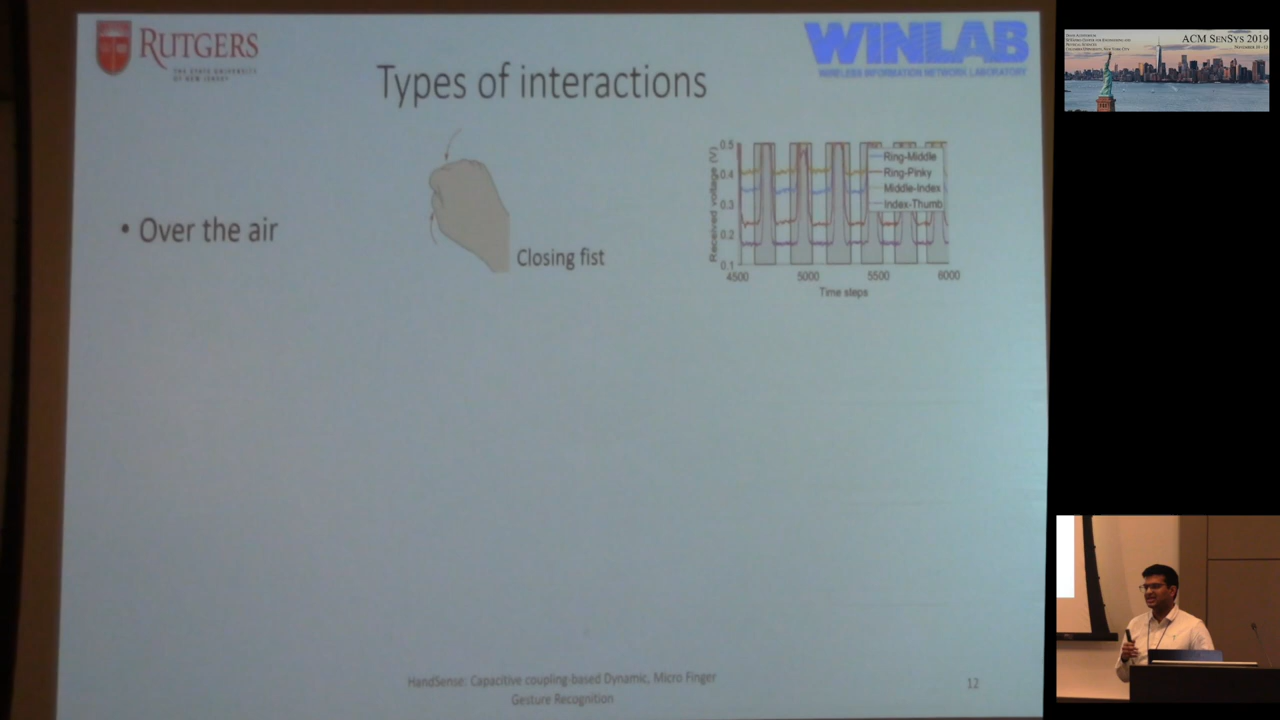 RUTGERS
THE STATE UNIVERSITY
OF NEW JERSEY
WINLAB
WIRELESS INFORMATION NETWORK LABORATORY
Types of interactions
• Over the air
Closing fist
Received voltage (V)
0.5
0.4
0.3
0.2
0.1
Ring-Middle
Ring-Pinky
Middle-Index
Index-Thumb
4500
5000
5500
6000
Time steps
HandSense: Capacitive coupling-based Dynamic, Micro Finger
Gesture Recognition
12
ACM SENSYS 2019